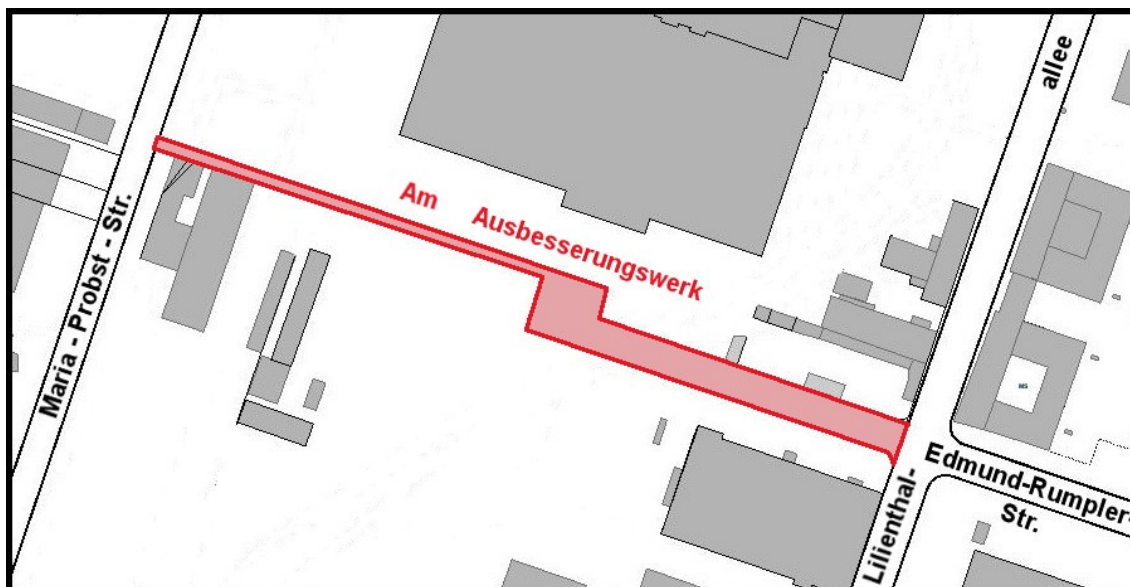 allee
Am Ausbesserungswerk
Maria - Probst - Str.
Edmund-Rumpler-
Str.
Lilienthal-